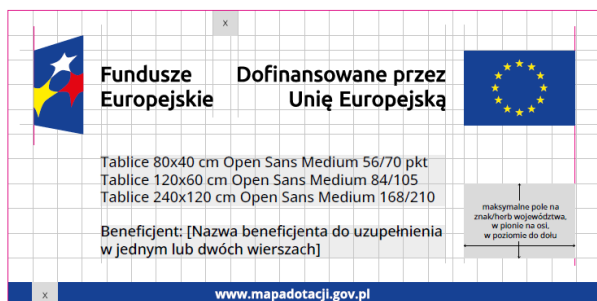 x
Fundusze
Europejskie
Dofinansowane przez
Unię Europejską
Tablice 80x40 cm Open Sans Medium 56/70 pkt
Tablice 120x60 cm Open Sans Medium 84/105
Tablice 240x120 cm Open Sans Medium 168/210
Beneficjent: [Nazwa beneficjenta do uzupełnienia
w jednym lub dwóch wierszach]
maksymalne pole na
znak/herb województwa,
w pionie na osi,
w poziomie do dołu
x
www.mapadotacji.gov.pl